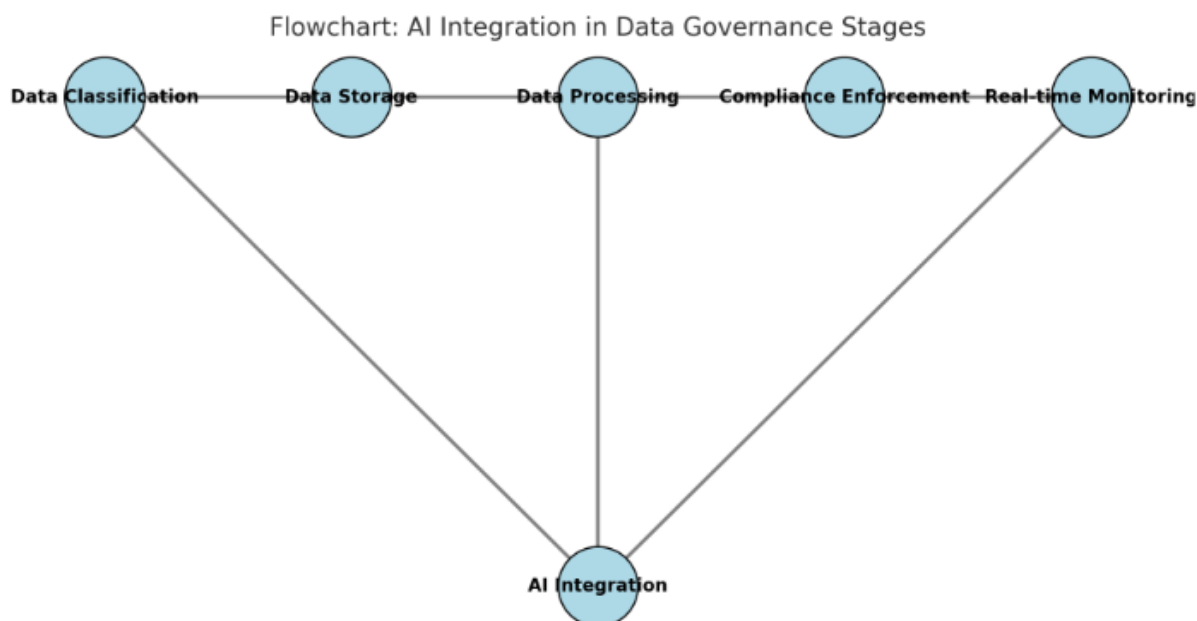 Flowchart: AI Integration in Data Governance Stages
Data Classification Data Storage Data Processing Compliance Enforcement Real-time Monitoring
AI Integration